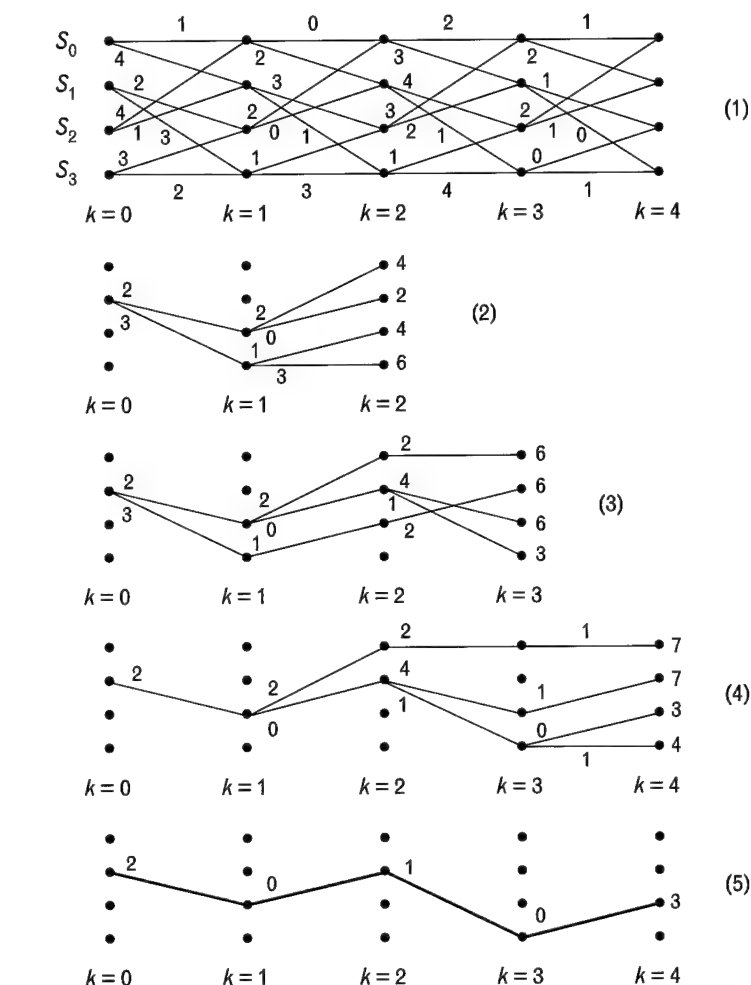 1 0 2 1
S0
4 2 3 2
S1 2 3 4 1
(1)
4 2 3 2
S2 1 3 0 1 2 1 1 0
S3 3 1 1 0
2 3 4 1
k = 0 k = 1 k = 2 k = 3 k = 4
4
2 2 2
(2)
3 0 4
1
3 6
k = 0 k = 1 k = 2
2 6
2 4 6
2 1
(3)
3 0 2 6
1 3
k = 0 k = 1 k = 2 k = 3
2 1 7
2 4 7
2 1
(4)
0 1 3
0
1 4
k = 0 k = 1 k = 2 k = 3 k = 4
2 1
0
(5)
0 3
k = 0 k = 1 k = 2 k = 3 k = 4